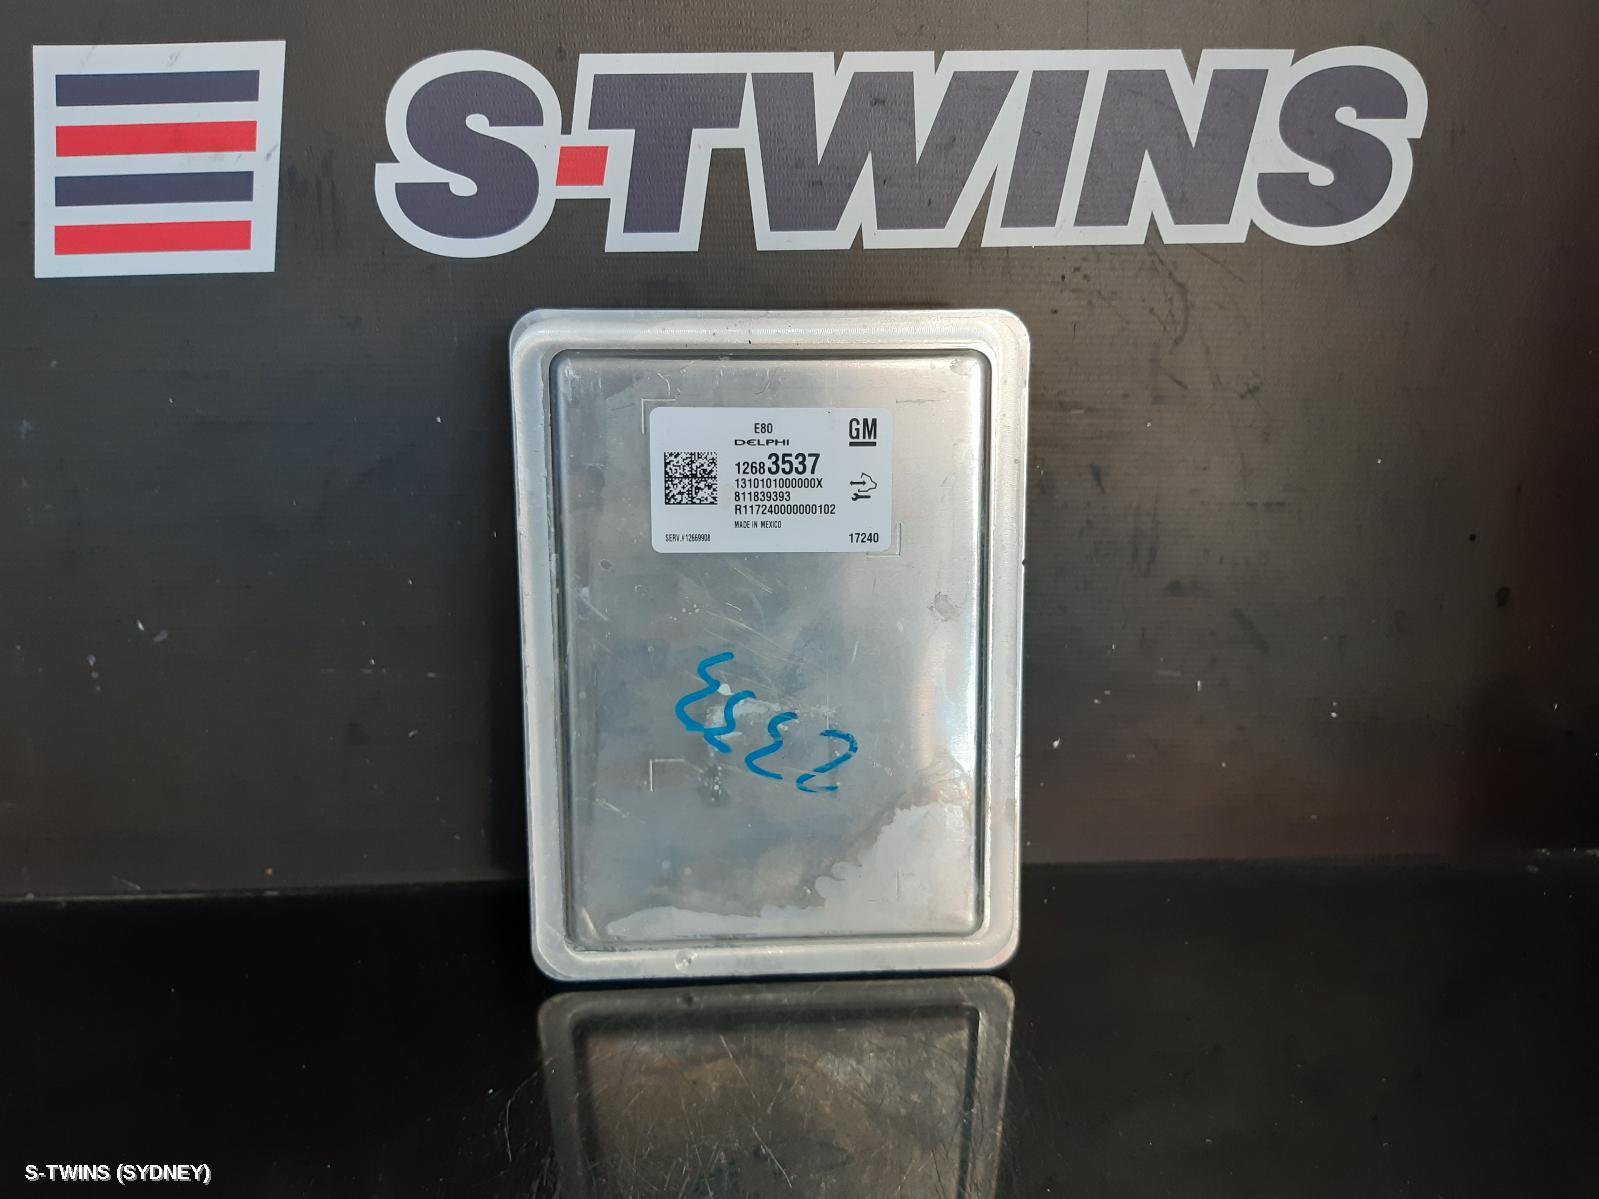 S-TWINS
E80
GM
DELPHI
12683537
1310101000000X
811839393
R117240000000102
MADE IN MEXICO
SERV.# 12669908
17240
S-TWINS (SYDNEY)